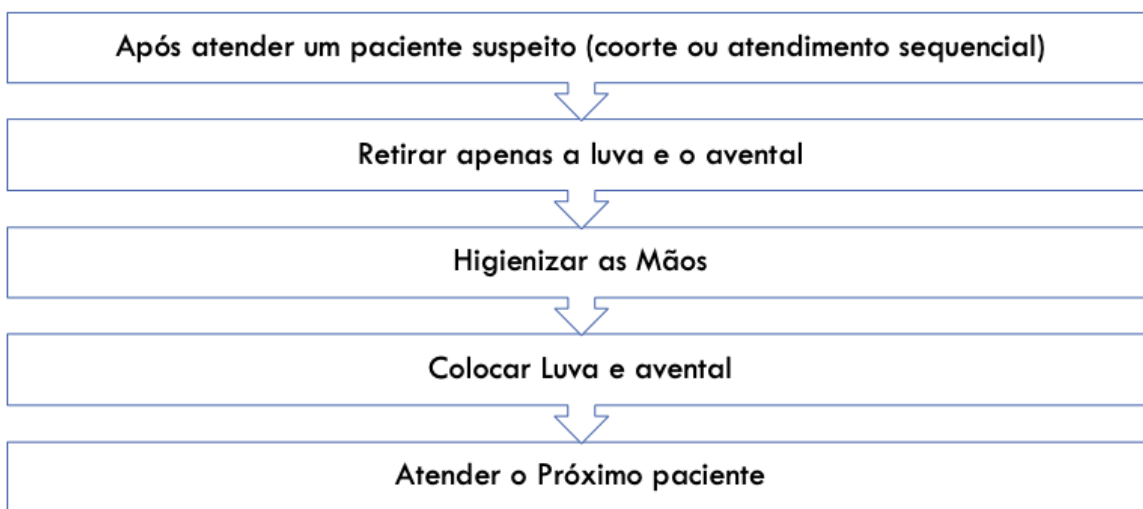 Após atender um paciente suspeito (coorte ou atendimento sequencial)
Retirar apenas a luva e o avental
Higienizar as Mãos
Colocar Luva e avental
Atender o Próximo paciente